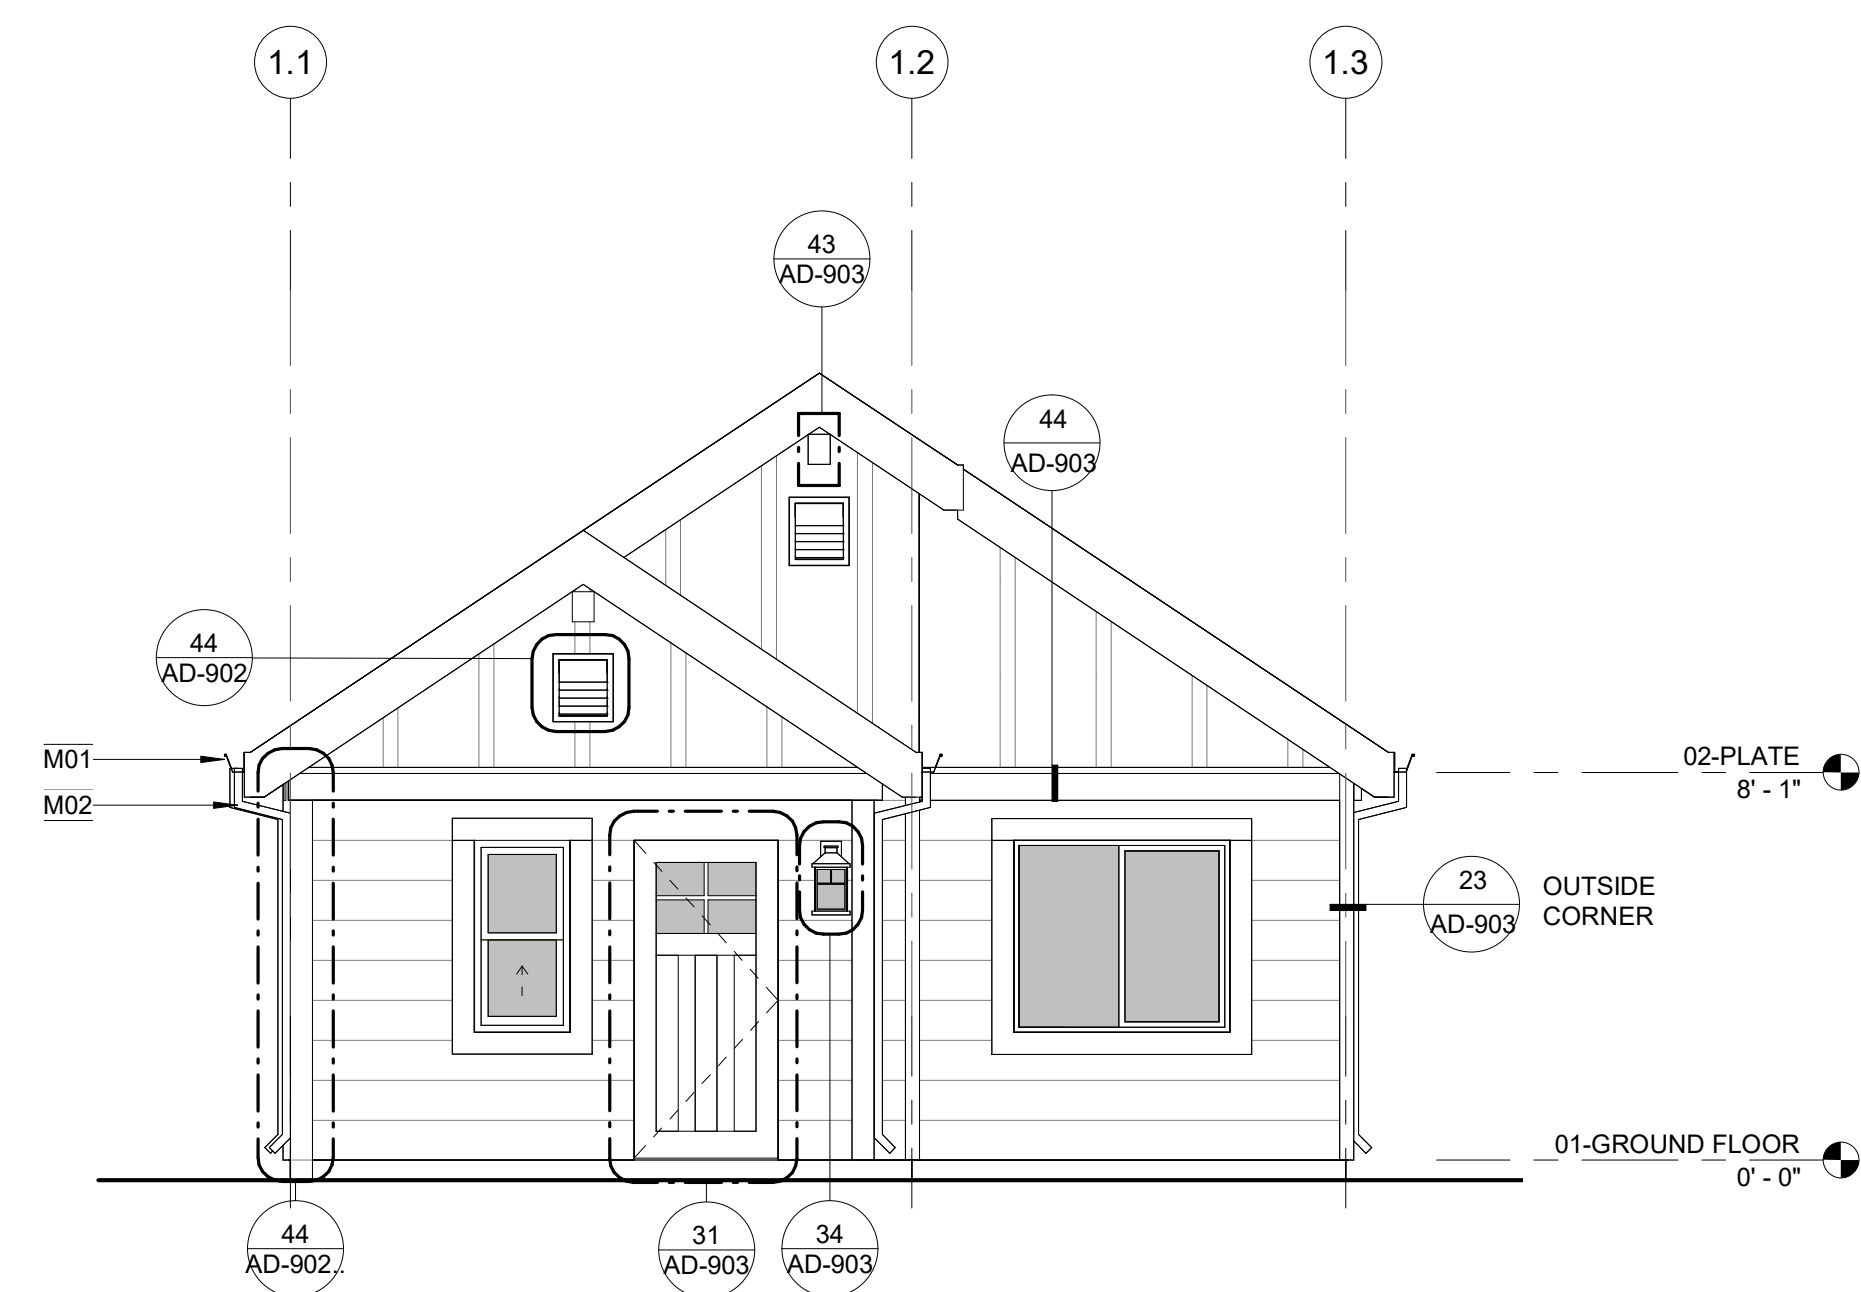 1.1
1.2
1.3
43
AD-903
44
AD-903
44
AD-902
M01
M02
02-PLATE
8' - 1"
23
AD-903
OUTSIDE
CORNER
01-GROUND FLOOR
0' - 0"
44
AD-902..
31
AD-903
34
AD-903